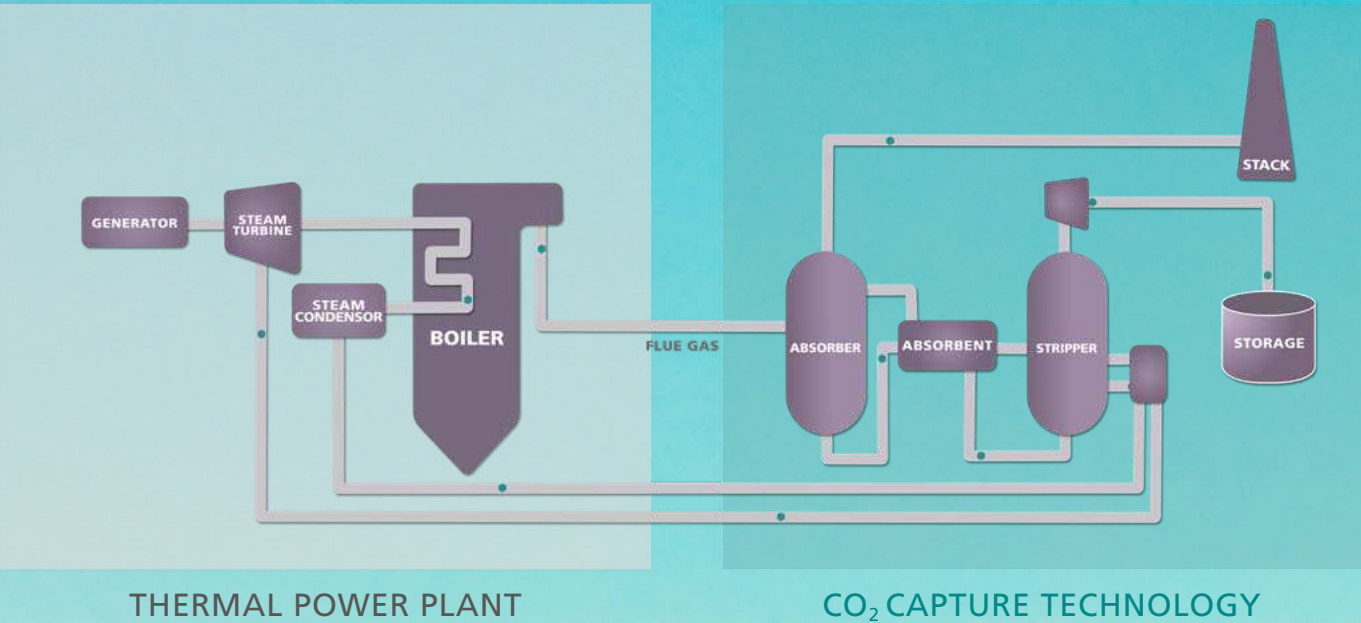 STACK
GENERATOR
STEAM
TURBINE
STEAM
CONDENSOR
BOILER
FLUE GAS
ABSORBER
ABSORBENT
STRIPPER
STORAGE
THERMAL POWER PLANT
CO₂ CAPTURE TECHNOLOGY